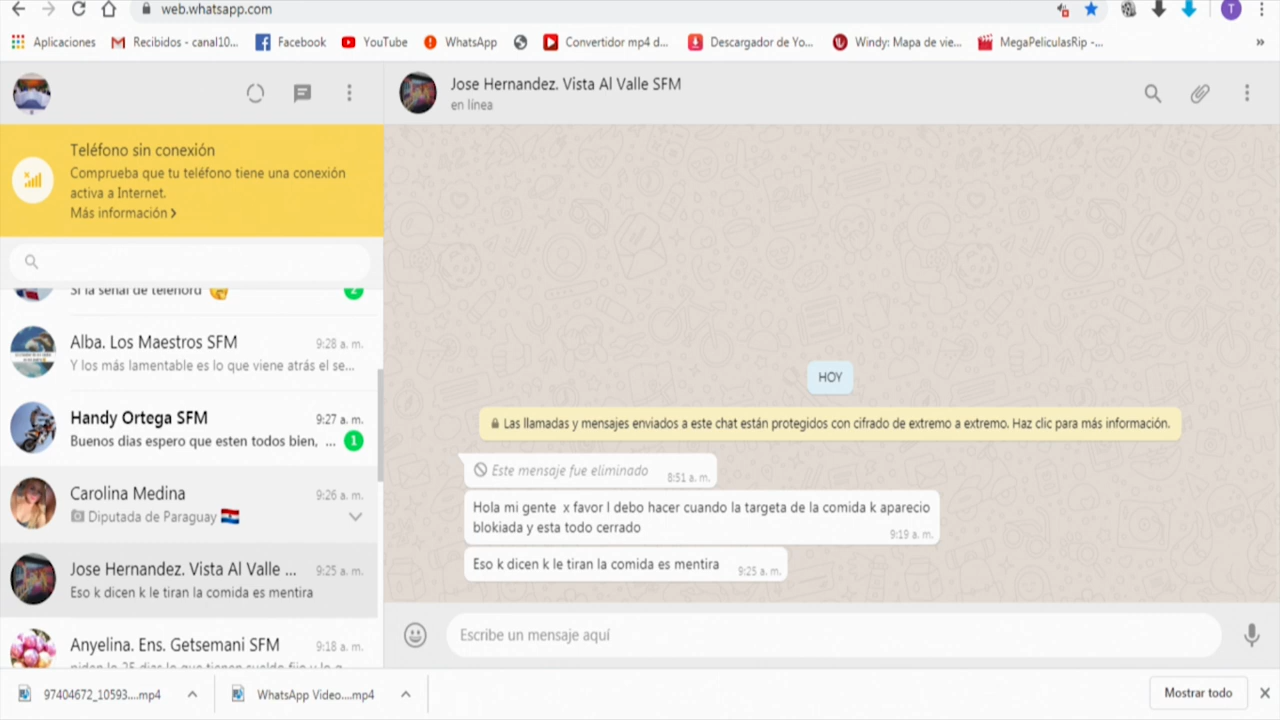 web.whatsapp.com
T
Aplicaciones
Recibidos - canal10...
Facebook
YouTube
WhatsApp
Convertidor mp4 d...
Descargador de Yo...
Windy: Mapa de vie...
MegaPeliculasRip -...
»
Jose Hernandez. Vista Al Valle SFM
en línea
Teléfono sin conexión
Comprueba que tu teléfono tiene una conexión
activa a Internet.
Más información >
Si la señal de telenord
2
Alba. Los Maestros SFM
9:28 a. m.
Y los más lamentable es lo que viene atrás el se...
Handy Ortega SFM
9:27 a. m.
Buenos dias espero que esten todos bien, ...
1
Carolina Medina
9:26 a. m.
Diputada de Paraguay 🇵🇾
Jose Hernandez. Vista Al Valle ...
9:25 a. m.
Eso k dicen k le tiran la comida es mentira
Anyelina. Ens. Getsemani SFM
9:18 a. m.
HOY
Las llamadas y mensajes enviados a este chat están protegidos con cifrado de extremo a extremo. Haz clic para más información.
Este mensaje fue eliminado
8:51 a. m.
Hola mi gente x favor l debo hacer cuando la targeta de la comida k aparecio
blokiada y esta todo cerrado
9:19 a. m.
Eso k dicen k le tiran la comida es mentira
9:25 a. m.
Escribe un mensaje aquí
97404672_10593....mp4
WhatsApp Video....mp4
Mostrar todo